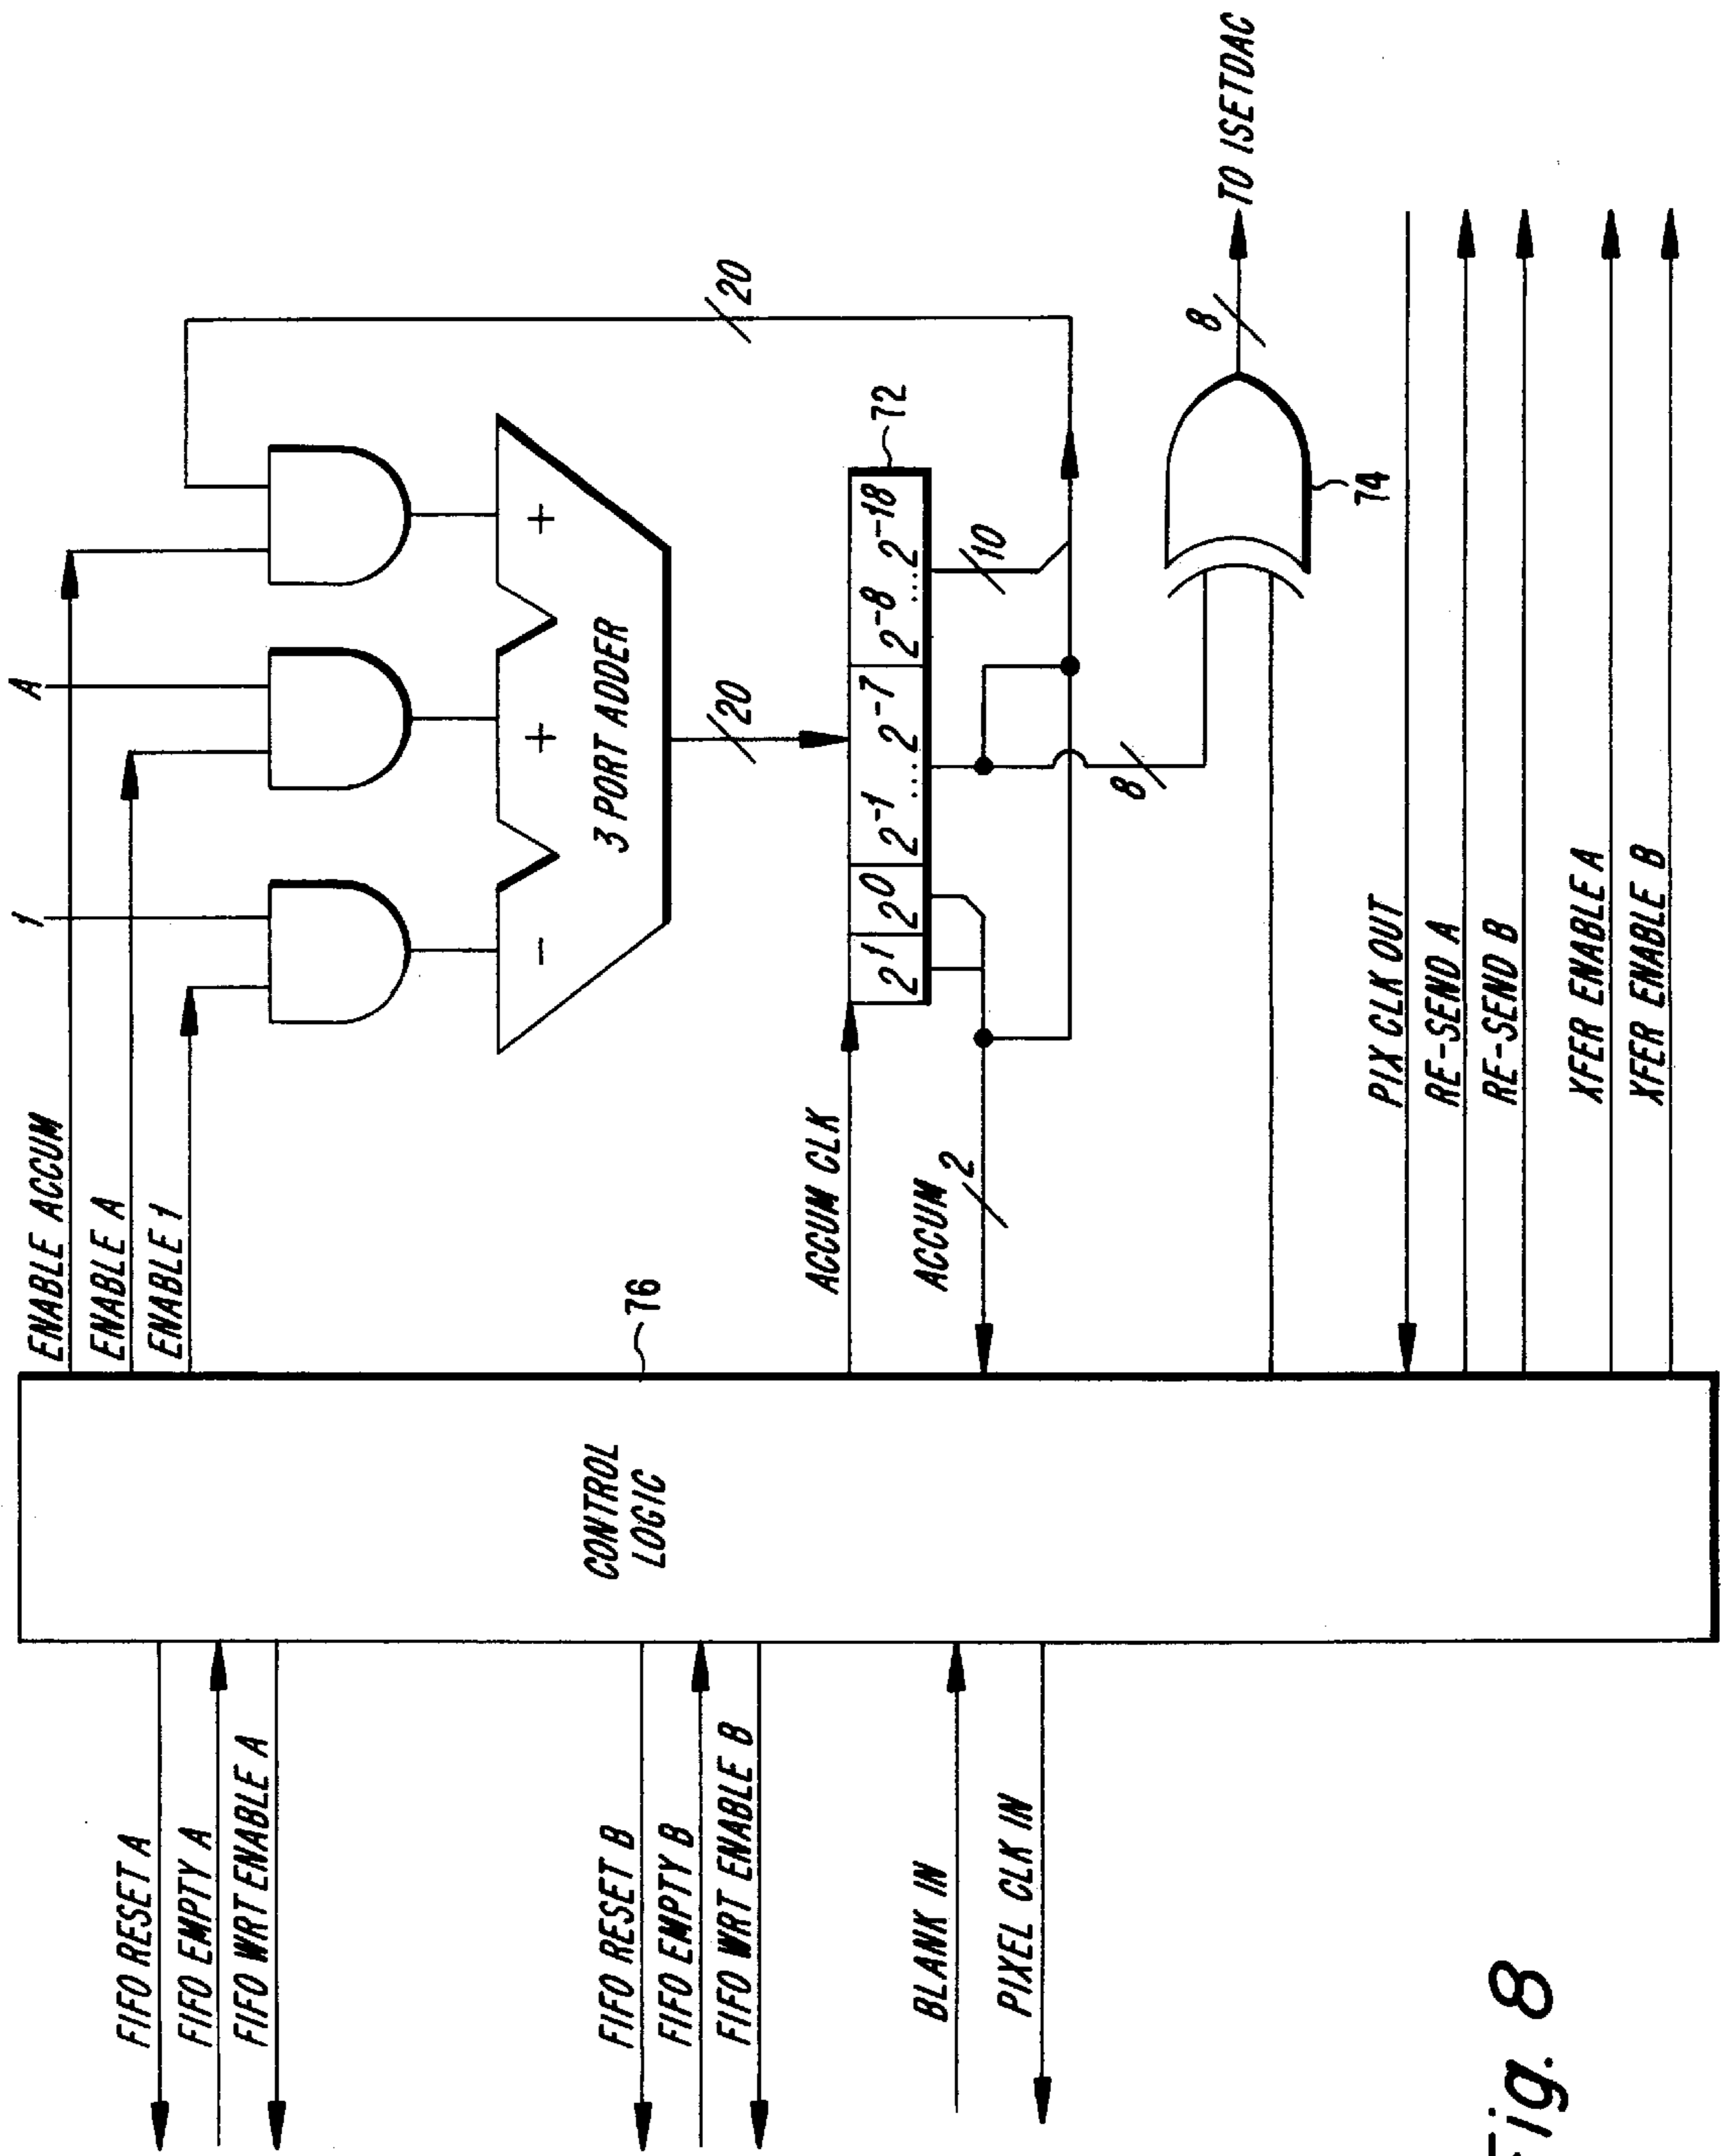 ENABLE ACCUM
ENABLE A
ENABLE 1
1
A
- + +
3 PORT ADDER
20
20
ACCUM CLK
2^1 2^0 2^-1 ... 2^-7 2^-8 ... 2^-18
72
ACCUM 2
8
10
8
TO ISETDAC
74
76
CONTROL
LOGIC
FIFO RESET A
FIFO EMPTY A
FIFO WRT ENABLE A
FIFO RESET B
FIFO EMPTY B
FIFO WRT ENABLE B
BLANK IN
PIXEL CLK IN
PIX CLK OUT
RE-SEND A
RE-SEND B
XFER ENABLE A
XFER ENABLE B
Fig. 8